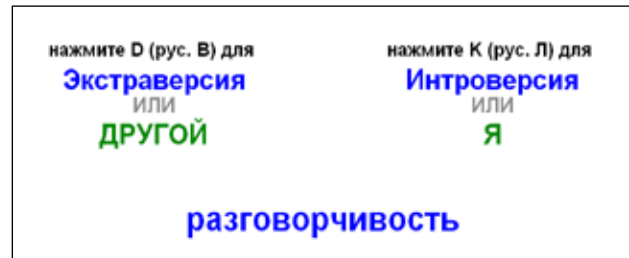 нажмите D (рус. В) для
Экстраверсия
ИЛИ
ДРУГОЙ
нажмите K (рус. Л) для
Интроверсия
ИЛИ
Я
разговорчивость